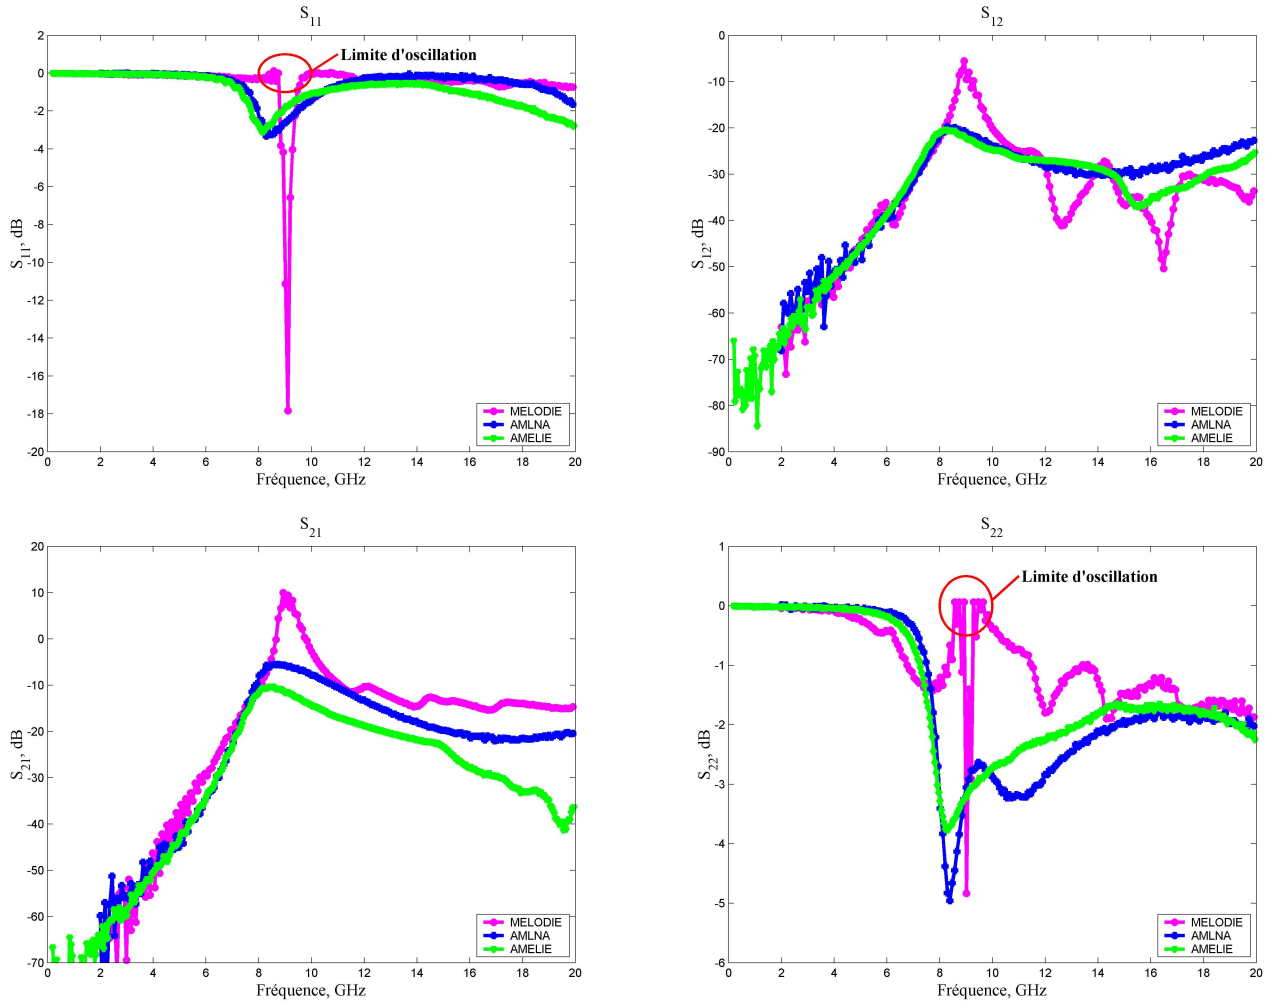 S11
Limite d'oscillation
2
0
-2
-4
-6
-8
-10
-12
-14
-16
-18
-20
S11, dB
MELODIE
AMLNA
AMELIE
0 2 4 6 8 10 12 14 16 18 20
Fréquence, GHz
S12
0
-10
-20
-30
-40
-50
-60
-70
-80
-90
S12, dB
MELODIE
AMLNA
AMELIE
0 2 4 6 8 10 12 14 16 18 20
Fréquence, GHz
S21
20
10
0
-10
-20
-30
-40
-50
-60
-70
S21, dB
MELODIE
AMLNA
AMELIE
0 2 4 6 8 10 12 14 16 18 20
Fréquence, GHz
S22
Limite d'oscillation
1
0
-1
-2
-3
-4
-5
-6
S22, dB
MELODIE
AMLNA
AMELIE
0 2 4 6 8 10 12 14 16 18 20
Fréquence, GHz